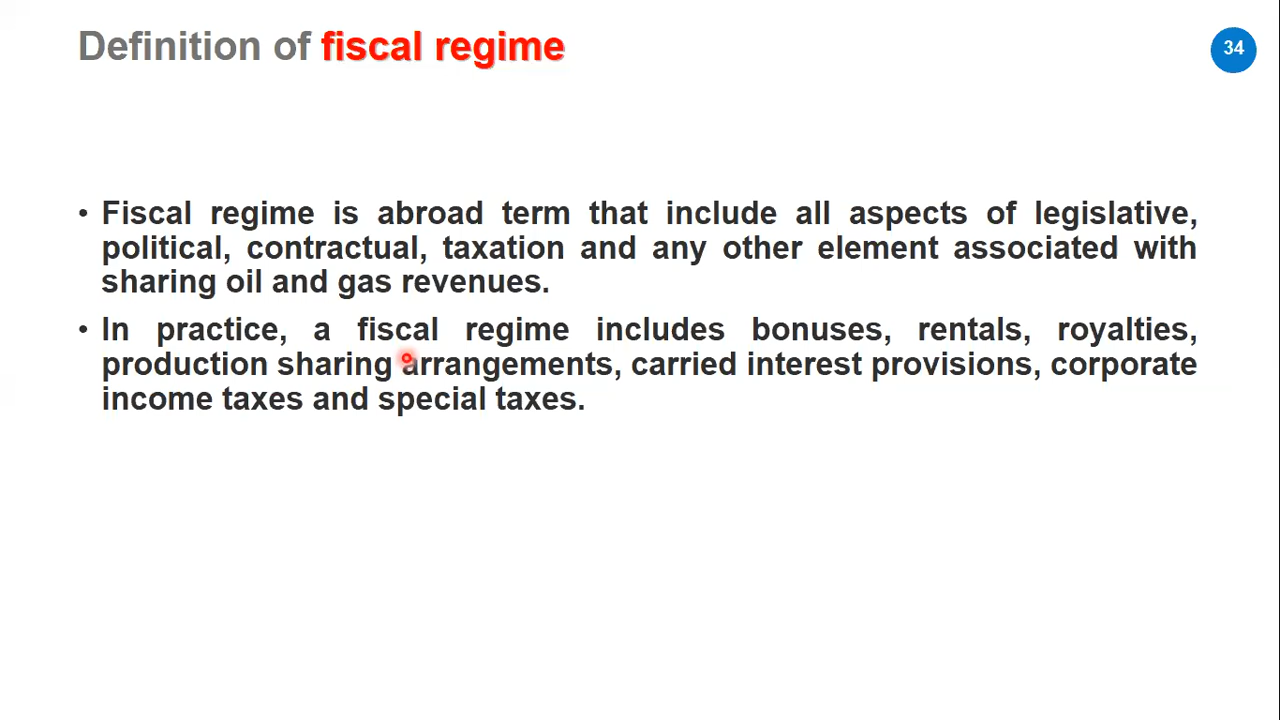 Definition of fiscal regime
34
• Fiscal regime is abroad term that include all aspects of legislative,
political, contractual, taxation and any other element associated with
sharing oil and gas revenues.
• In practice, a fiscal regime includes bonuses, rentals, royalties,
production sharing arrangements, carried interest provisions, corporate
income taxes and special taxes.